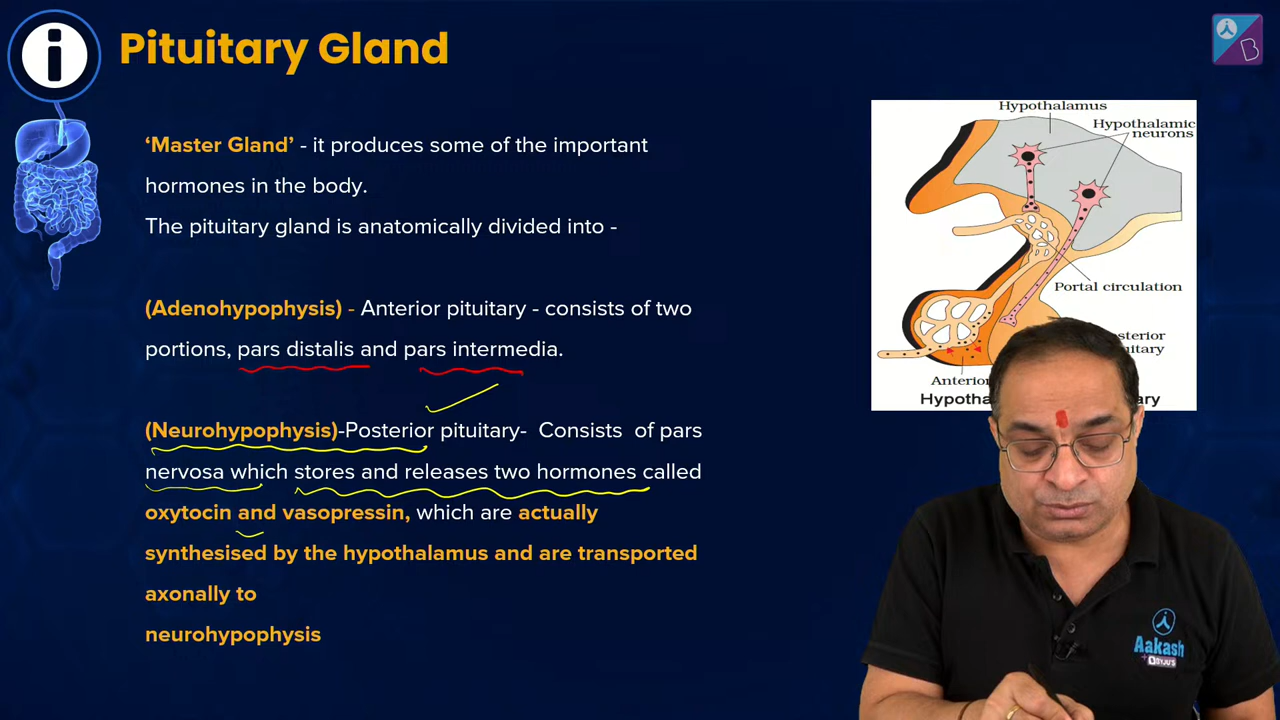 Pituitary Gland
‘Master Gland’ - it produces some of the important
hormones in the body.
The pituitary gland is anatomically divided into -
(Adenohypophysis) - Anterior pituitary - consists of two
portions, pars distalis and pars intermedia.
(Neurohypophysis)-Posterior pituitary- Consists of pars
nervosa which stores and releases two hormones called
oxytocin and vasopressin, which are actually
synthesised by the hypothalamus and are transported
axonally to
neurohypophysis
Hypothalamus
Hypothalamic
neurons
Portal circulation
Aakash
BYJU'S